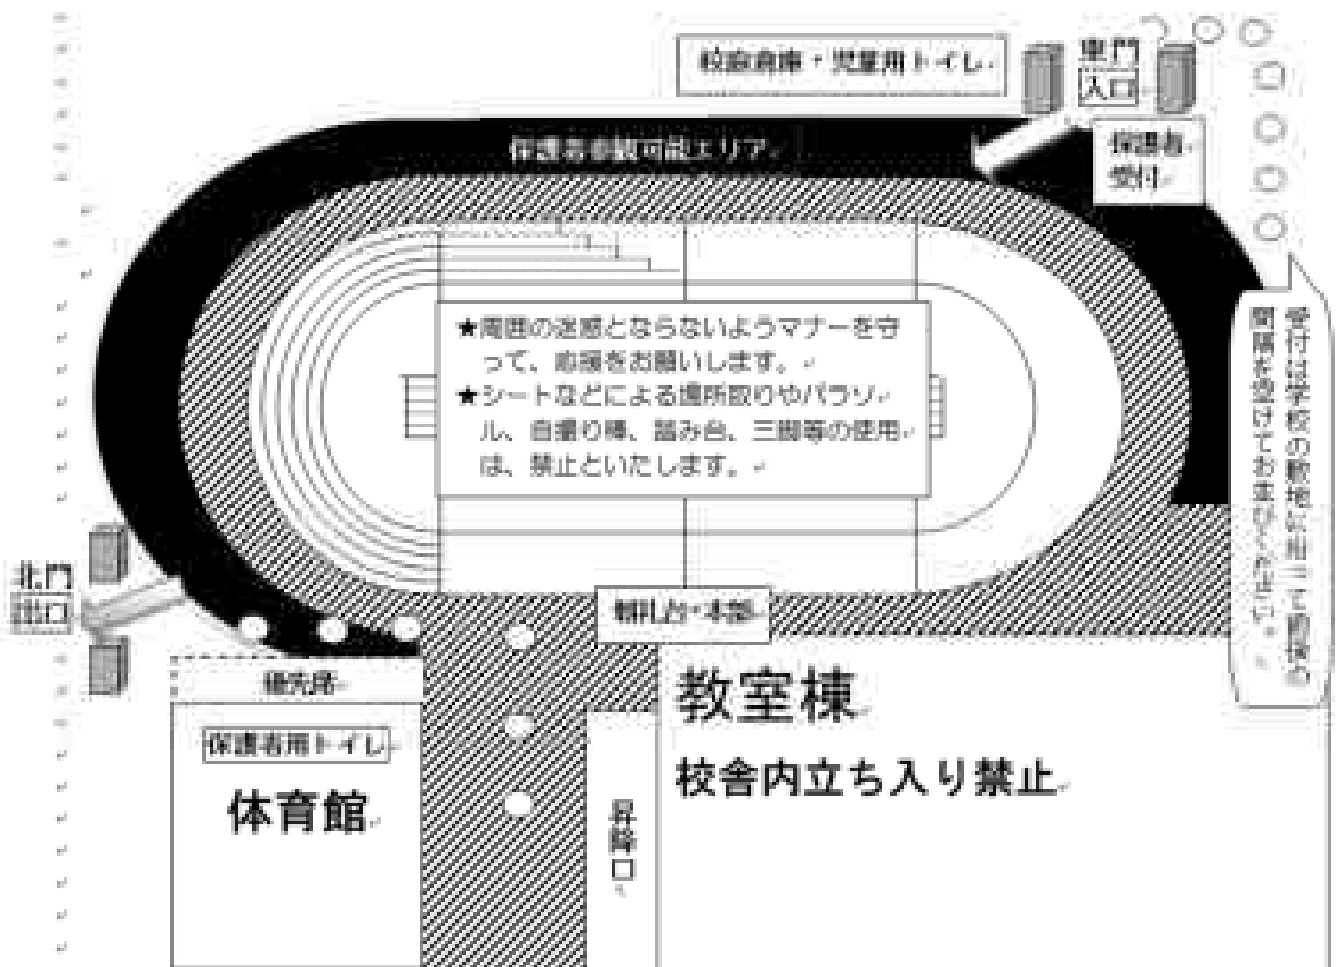 校庭倉庫・児童用トイレ
東門
入口
保護者参観可能エリア
保護者
受付
★周囲の迷惑とならないようマナーを守
って、応援をお願いします。
★シートなどによる場所取りやパラソ
ル、自撮り棒、踏み台、三脚等の使用
は、禁止といたします。
受付は学校の敷地に沿って
間隔を空けてお並びください。
北門
出口
朝礼台・本部
優先席
保護者用トイレ
体育館
昇降口
教室棟
校舎内立ち入り禁止